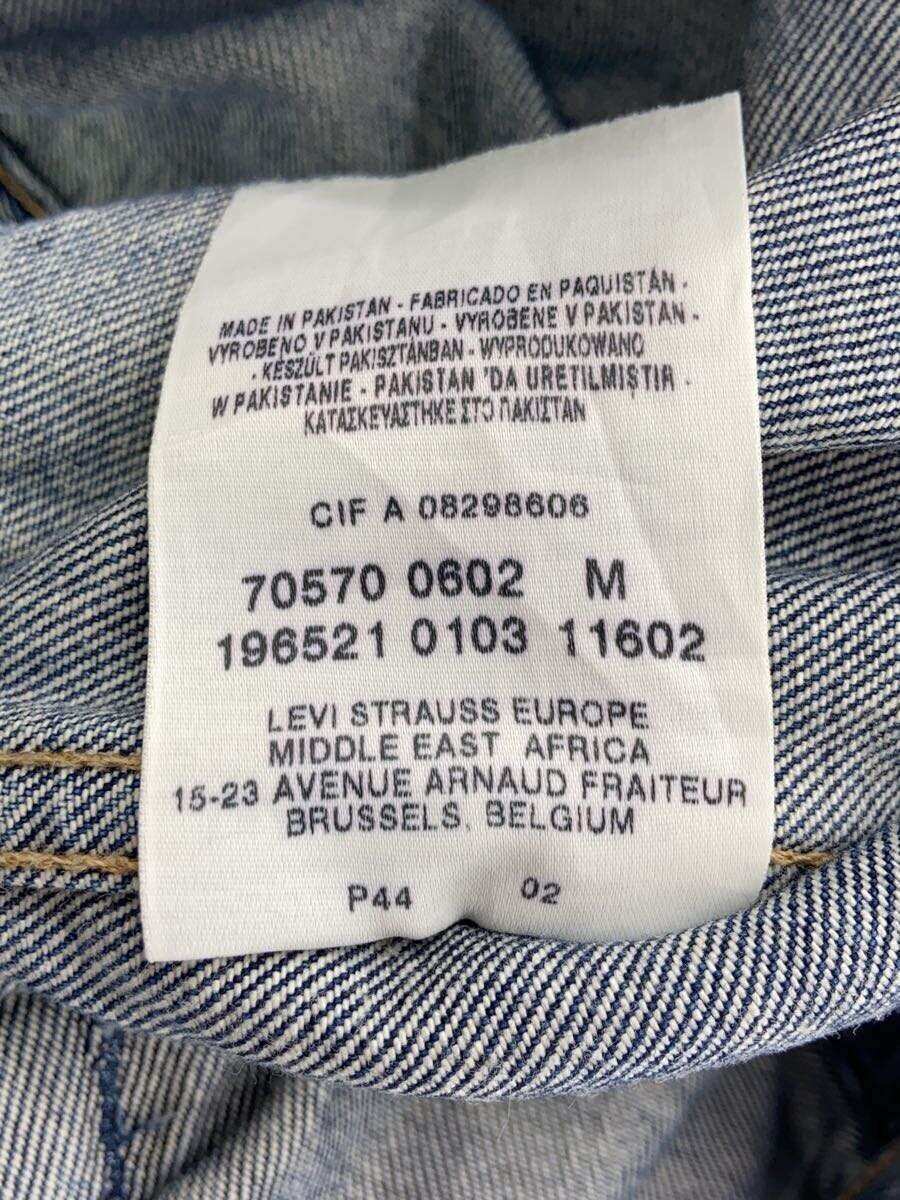 MADE IN PAKISTAN - FABRICADO EN PAQUISTÁN -
VYROBENO V PAKISTANU - VYROBENE V PAKISTAN -
- KÉSZÜLT PAKISZTÁNBAN - WYPRODUKOWANO
W PAKISTANIE - PAKISTAN 'DA URETILMIŞTIR -
ΚΑΤΑΣΚΕΥΑΣΤΗΚΕ ΣΤΟ ΠΑΚΙΣΤΑΝ
CIF A 08298606
70570 0602 M
196521 0103 11602
LEVI STRAUSS EUROPE
MIDDLE EAST AFRICA
15-23 AVENUE ARNAUD FRAITEUR
BRUSSELS, BELGIUM
P44 02